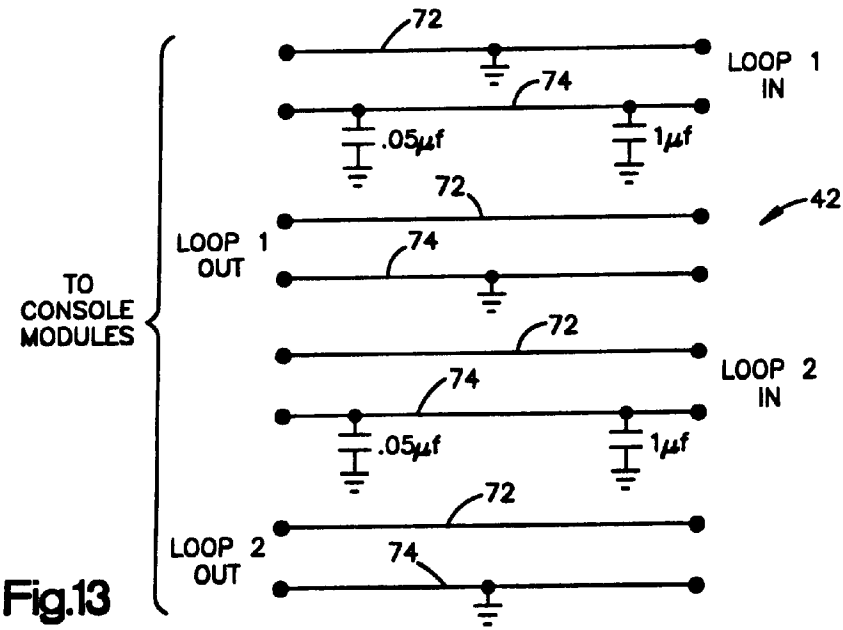 72
LOOP 1
IN
74
.05µf
1µf
72
42
LOOP 1
OUT
74
TO
CONSOLE
MODULES
72
LOOP 2
IN
74
.05µf
1µf
72
LOOP 2
OUT
74
Fig.13